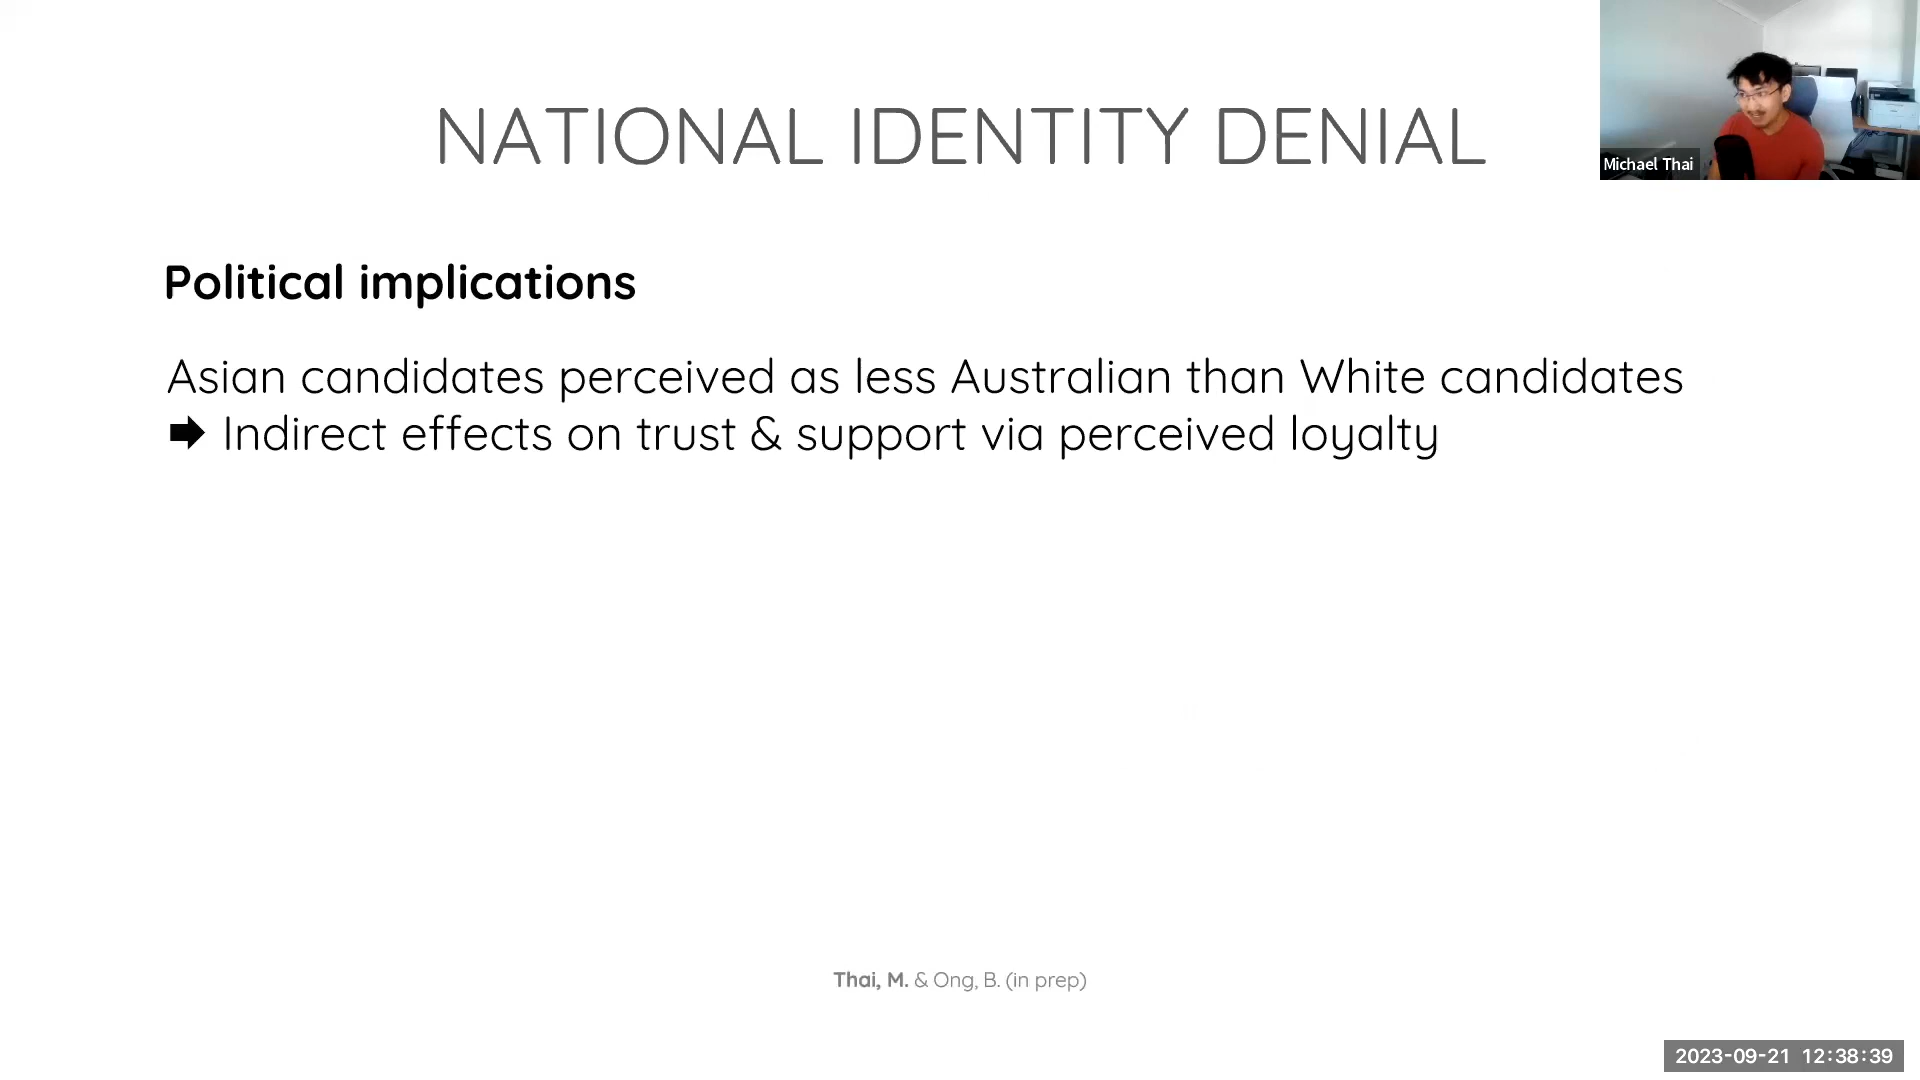 NATIONAL IDENTITY DENIAL
Michael Thai
Political implications
Asian candidates perceived as less Australian than White candidates
➡ Indirect effects on trust & support via perceived loyalty
Thai, M. & Ong, B. (in prep)
2023-09-21 12:38:39